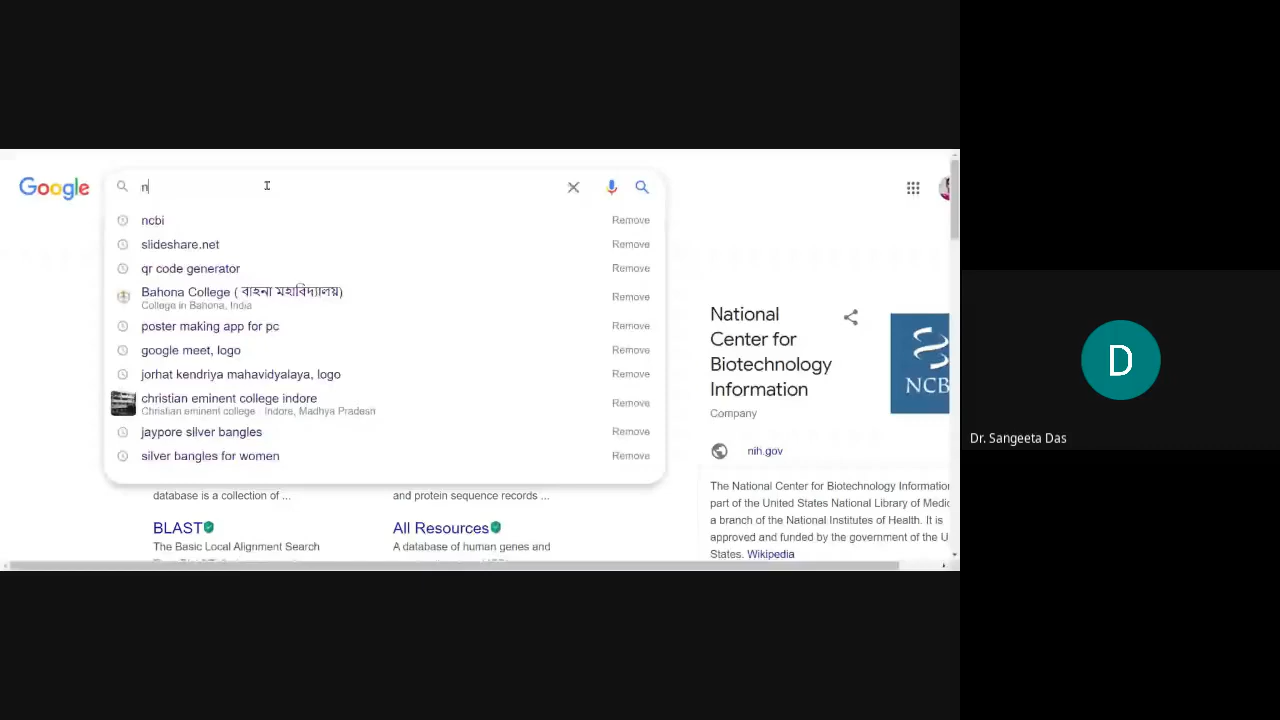 Google
n
ncbi
Remove
slideshare.net
Remove
qr code generator
Remove
Bahona College ( বাহনা মহাবিদ্যালয়)
College in Bahona, India
Remove
poster making app for pc
Remove
google meet, logo
Remove
jorhat kendriya mahavidyalaya, logo
Remove
christian eminent college indore
Christian eminent college Indore, Madhya Pradesh
Remove
jaypore silver bangles
Remove
silver bangles for women
Remove
database is a collection of ...
and protein sequence records ...
BLAST
All Resources
The Basic Local Alignment Search
A database of human genes and
National
Center for
Biotechnology
Information
Company
NCB
nih.gov
The National Center for Biotechnology Information
part of the United States National Library of Medic
a branch of the National Institutes of Health. It is
approved and funded by the government of the U
States. Wikipedia
D
Dr. Sangeeta Das